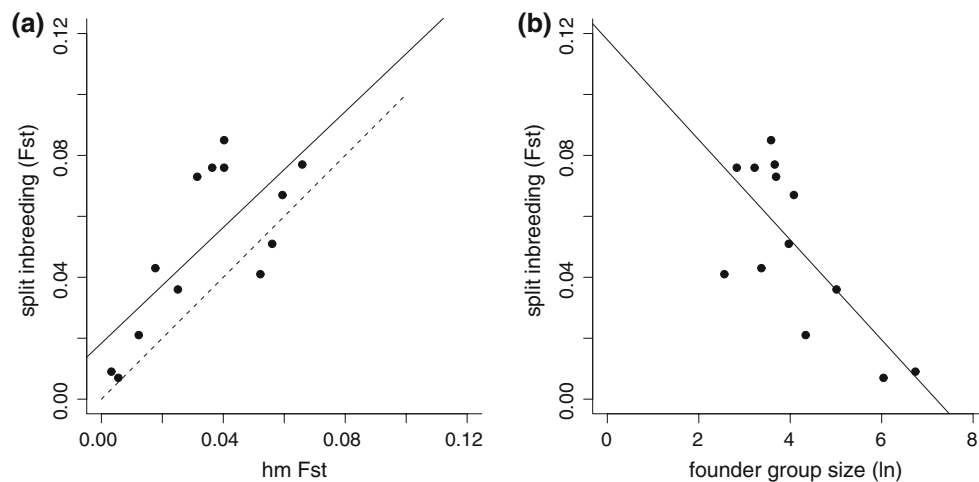 (a)
split inbreeding (Fst)
0.12
0.08
0.04
0.00
0.00 0.04 0.08 0.12
hm Fst
(b)
split inbreeding (Fst)
0.12
0.08
0.04
0.00
0 2 4 6 8
founder group size (ln)